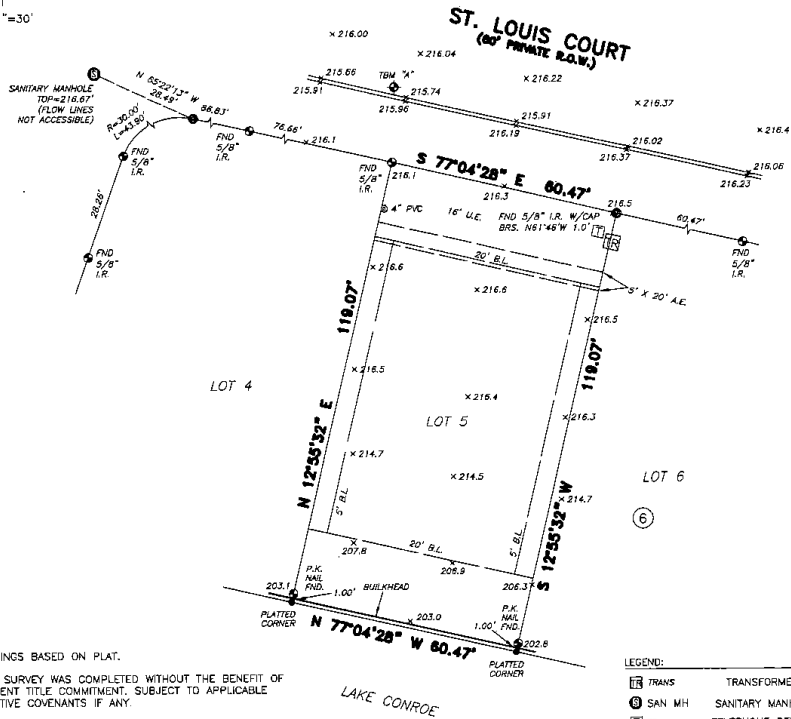 "=30'
ST. LOUIS COURT
(60' PRIVATE R.O.W.)
216.00
216.04
216.22
216.37
216.4
TBM "A"
215.66
215.91
215.74
215.96
215.91
216.19
216.02
216.37
216.06
216.23
SANITARY MANHOLE
TOP=216.67'
(FLOW LINES
NOT ACCESSIBLE)
S
N 65°22'13" W
28.49'
56.83'
R=30.00'
L=43.90'
76.66'
216.1
FND
5/8"
I.R.
28.26'
FND
5/8"
I.R.
FND
5/8"
I.R.
FND
5/8"
I.R.
216.1
S 77°04'28" E 60.47'
216.3
216.5
60.47'
FND
5/8"
I.R.
4" PVC
16' U.E.
FND 5/8" I.R. W/CAP
BRS. N61°46'W 1.0'
T
TR
20' B.L.
5' X 20' A.E.
216.6
216.6
216.5
119.07'
119.07'
216.5
216.4
216.3
LOT 4
LOT 5
LOT 6
6
N 12°55'32" E
S 12°55'32" W
214.7
214.5
214.7
5' B.L.
5' B.L.
20' B.L.
207.8
206.9
206.3
P.K.
NAIL
FND.
203.1
1.00'
BULKHEAD
203.0
P.K.
NAIL
FND.
1.00'
202.8
PLATTED
CORNER
N 77°04'28" W 60.47'
PLATTED
CORNER
LAKE CONROE
INGS BASED ON PLAT.
SURVEY WAS COMPLETED WITHOUT THE BENEFIT OF
ENT TITLE COMMITMENT. SUBJECT TO APPLICABLE
TIVE COVENANTS IF ANY.
LEGEND:
TR TRANS TRANSFORME
S SAN MH SANITARY MANH